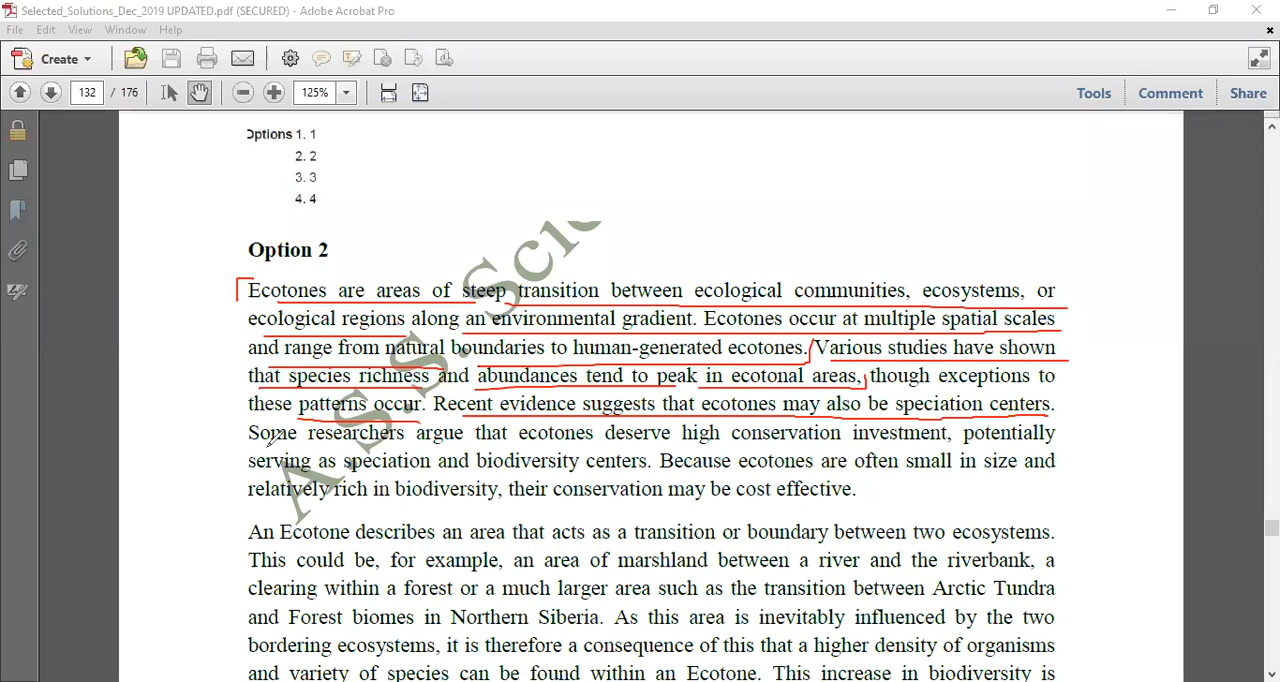 Selected_Solutions_Dec_2019 UPDATED.pdf (SECURED) - Adobe Acrobat Pro
File Edit View Window Help
Create
132 / 176 125% Tools Comment Share
Options 1. 1
2. 2
3. 3
4. 4
Option 2
Ecotones are areas of steep transition between ecological communities, ecosystems, or
ecological regions along an environmental gradient. Ecotones occur at multiple spatial scales
and range from natural boundaries to human-generated ecotones. Various studies have shown
that species richness and abundances tend to peak in ecotonal areas, though exceptions to
these patterns occur. Recent evidence suggests that ecotones may also be speciation centers.
Some researchers argue that ecotones deserve high conservation investment, potentially
serving as speciation and biodiversity centers. Because ecotones are often small in size and
relatively rich in biodiversity, their conservation may be cost effective.
An Ecotone describes an area that acts as a transition or boundary between two ecosystems.
This could be, for example, an area of marshland between a river and the riverbank, a
clearing within a forest or a much larger area such as the transition between Arctic Tundra
and Forest biomes in Northern Siberia. As this area is inevitably influenced by the two
bordering ecosystems, it is therefore a consequence of this that a higher density of organisms
and variety of species can be found within an Ecotone. This increase in biodiversity is